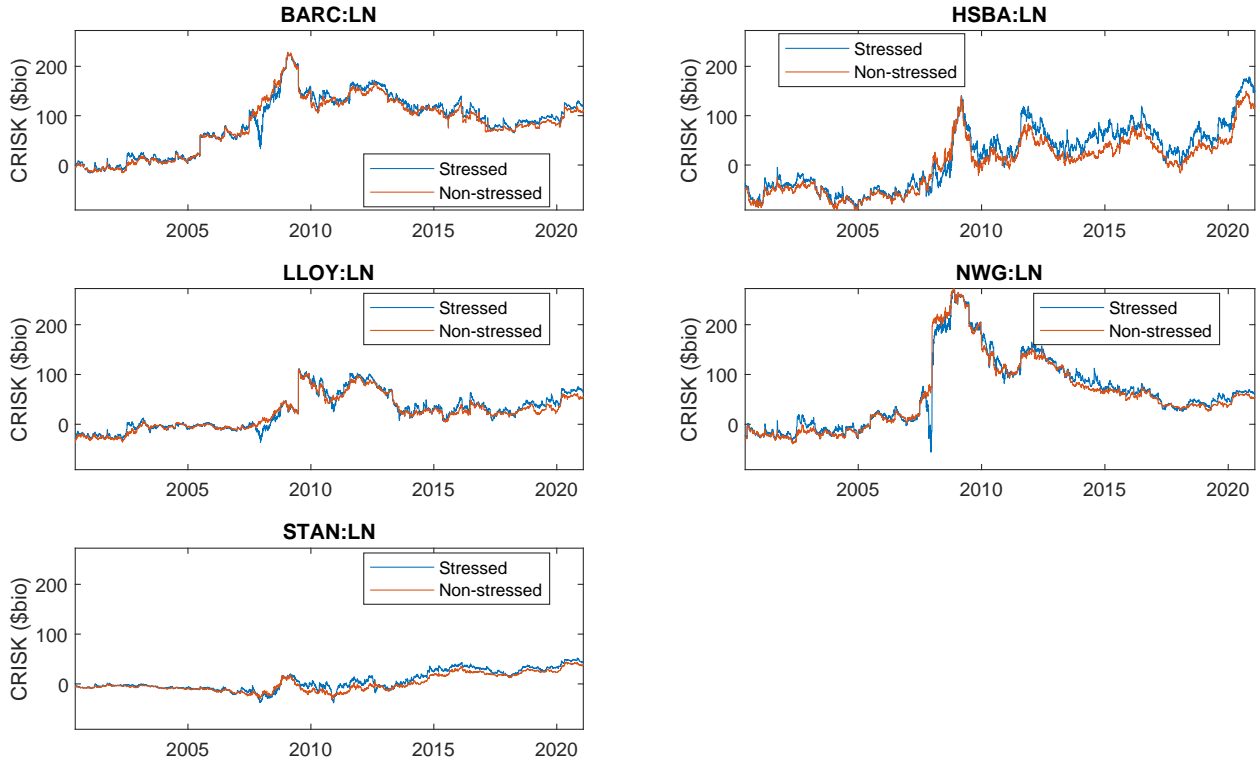 BARC:LN
CRISK ($bio)
200
100
0
Stressed
Non-stressed
2005
2010
2015
2020
HSBA:LN
CRISK ($bio)
200
100
0
Stressed
Non-stressed
2005
2010
2015
2020
LLOY:LN
CRISK ($bio)
200
100
0
Stressed
Non-stressed
2005
2010
2015
2020
NWG:LN
CRISK ($bio)
200
100
0
Stressed
Non-stressed
2005
2010
2015
2020
STAN:LN
CRISK ($bio)
200
100
0
Stressed
Non-stressed
2005
2010
2015
2020